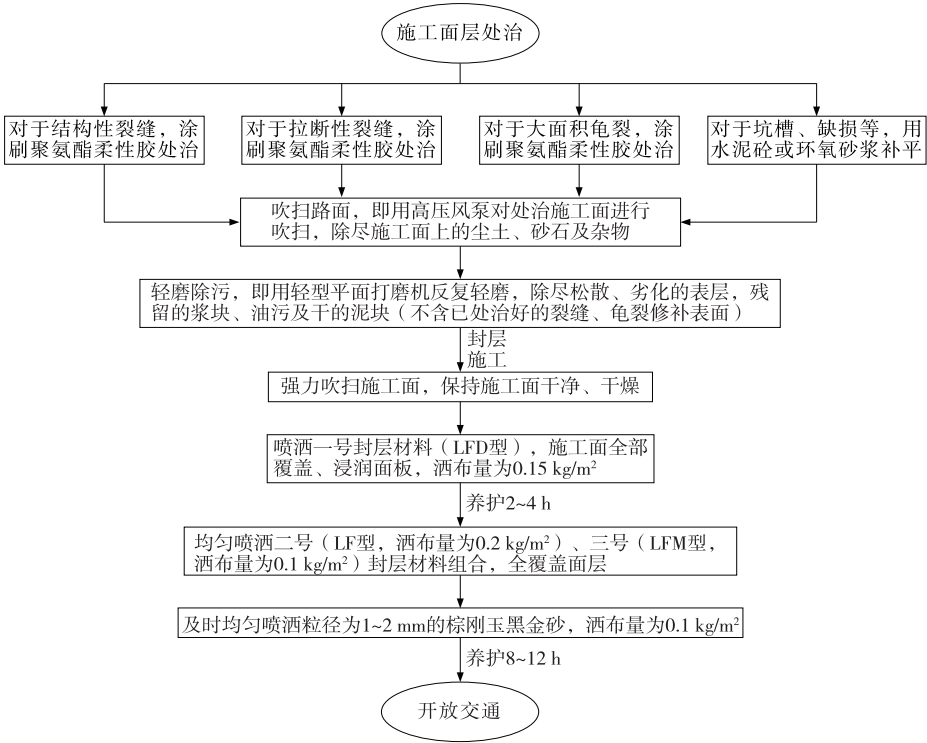 施工面层处治
对于结构性裂缝，涂
刷聚氨酯柔性胶处治
对于拉断性裂缝，涂
刷聚氨酯柔性胶处治
对于大面积龟裂，涂
刷聚氨酯柔性胶处治
对于坑槽、缺损等，用
水泥砼或环氧砂浆补平
吹扫路面，即用高压风泵对处治施工面进行
吹扫，除尽施工面上的尘土、砂石及杂物
轻磨除污，即用轻型平面打磨机反复轻磨，除尽松散、劣化的表层，残
留的浆块、油污及干的泥块（不含已处治好的裂缝、龟裂修补表面）
封层
施工
强力吹扫施工面，保持施工面干净、干燥
喷洒一号封层材料（LFD型），施工面全部
覆盖、浸润面板，洒布量为0.15 kg/m²
养护2~4 h
均匀喷洒二号（LF型，洒布量为0.2 kg/m²）、三号（LFM型，
洒布量为0.1 kg/m²）封层材料组合，全覆盖面层
及时均匀喷洒粒径为1~2 mm的棕刚玉黑金砂，洒布量为0.1 kg/m²
养护8~12 h
开放交通